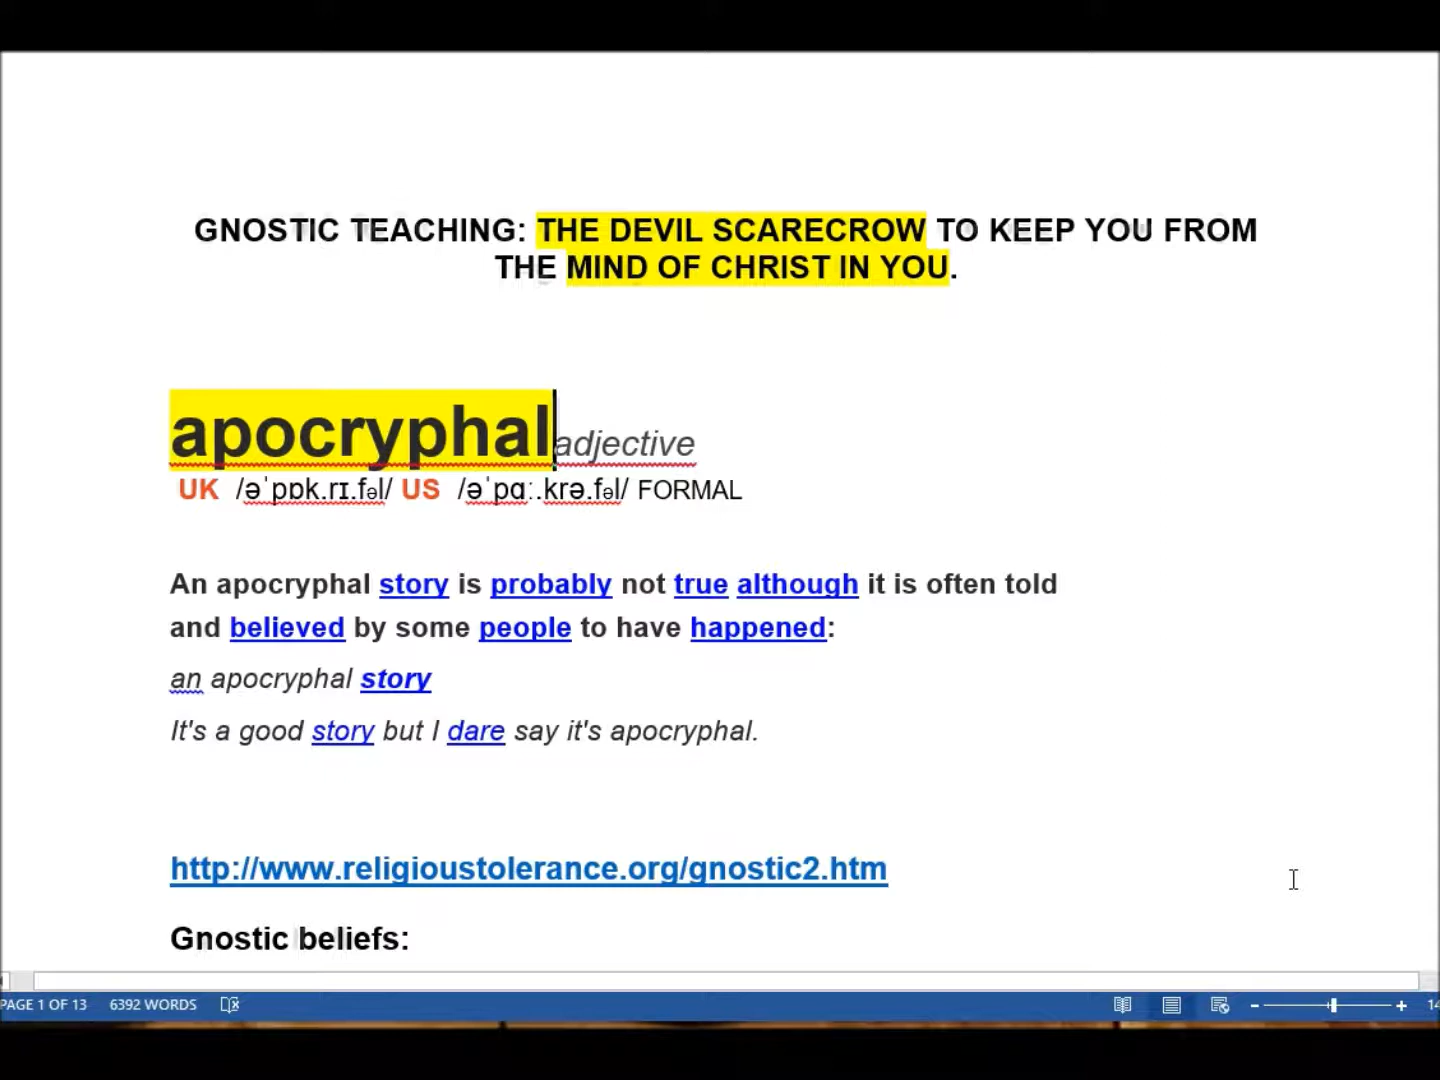 GNOSTIC TEACHING: THE DEVIL SCARECROW TO KEEP YOU FROM
THE MIND OF CHRIST IN YOU.
apocryphal adjective
UK /əˈpɒk.rɪ.fəl/ US /əˈpɑː.krə.fəl/ FORMAL
An apocryphal story is probably not true although it is often told
and believed by some people to have happened:
an apocryphal story
It's a good story but I dare say it's apocryphal.
http://www.religioustolerance.org/gnostic2.htm
Gnostic beliefs:
PAGE 1 OF 13 6392 WORDS